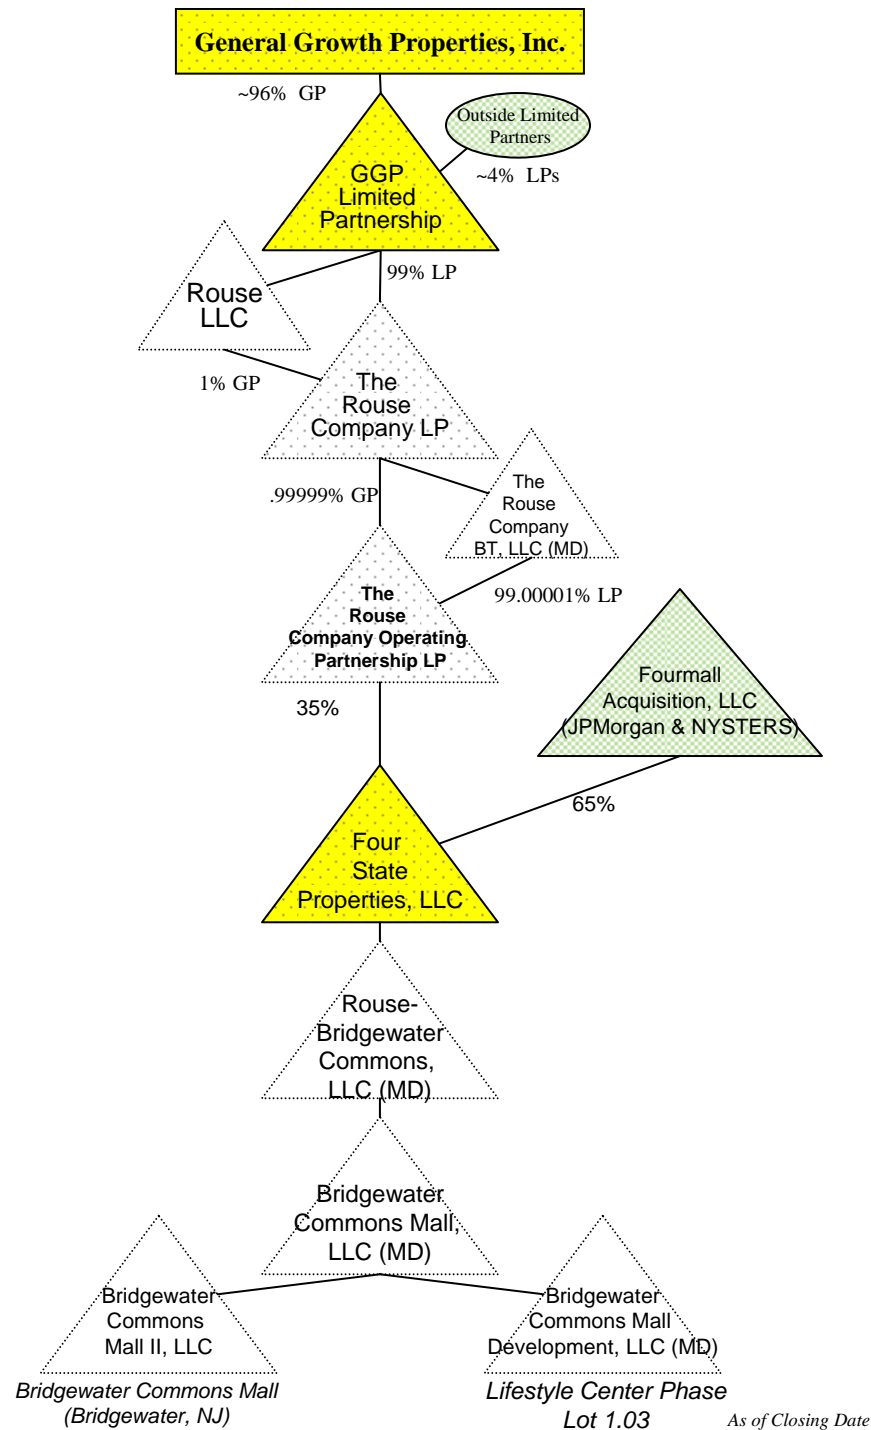 General Growth Properties, Inc.
~96% GP
Outside Limited
Partners
~4% LPs
GGP
Limited
Partnership
99% LP
Rouse
LLC
1% GP
The
Rouse
Company LP
.99999% GP
The
Rouse
Company
BT, LLC (MD)
99.00001% LP
The
Rouse
Company Operating
Partnership LP
35%
Fourmall
Acquisition, LLC
(JPMorgan & NYSTERS)
65%
Four
State
Properties, LLC
Rouse-
Bridgewater
Commons,
LLC (MD)
Bridgewater
Commons Mall,
LLC (MD)
Bridgewater
Commons
Mall II, LLC
Bridgewater Commons Mall
(Bridgewater, NJ)
Bridgewater
Commons Mall
Development, LLC (MD)
Lifestyle Center Phase
Lot 1.03
As of Closing Date